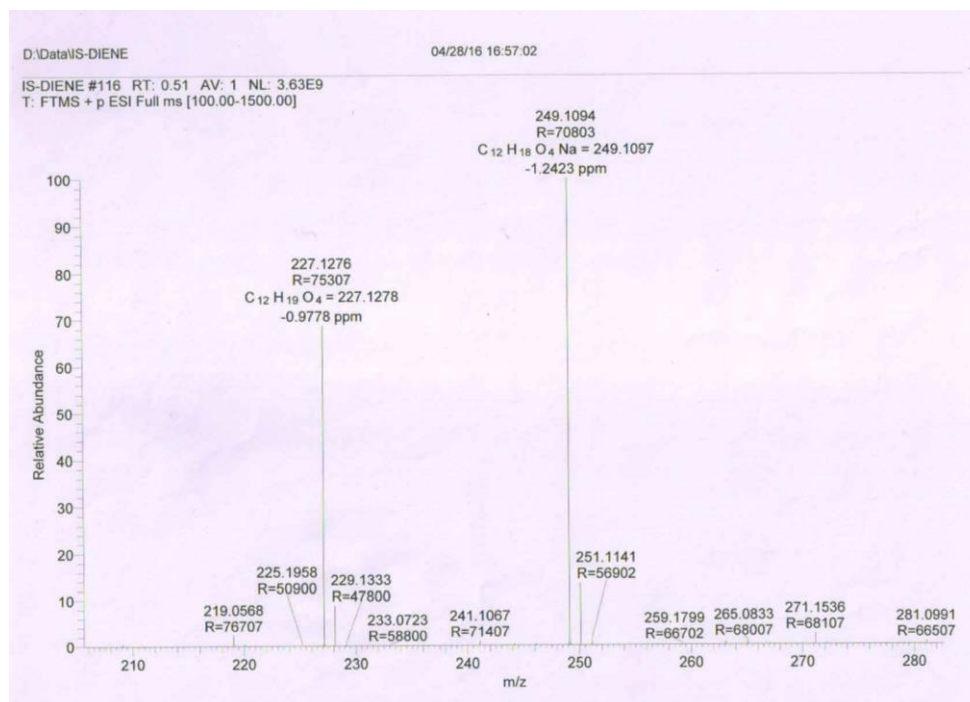 D:\Data\IS-DIENE 04/28/16 16:57:02
IS-DIENE #116 RT: 0.51 AV: 1 NL: 3.63E9
T: FTMS + p ESI Full ms [100.00-1500.00]
249.1094
R=70803
C12 H18 O4 Na = 249.1097
-1.2423 ppm
100
90
227.1276
R=75307
C12 H19 O4 = 227.1278
-0.9778 ppm
80
70
60
50
40
30
20
10
0
Relative Abundance
219.0568
R=76707
225.1958
R=50900
229.1333
R=47800
233.0723
R=58800
241.1067
R=71407
251.1141
R=56902
259.1799
R=66702
265.0833
R=68007
271.1536
R=68107
281.0991
R=66507
210 220 230 240 250 260 270 280
m/z